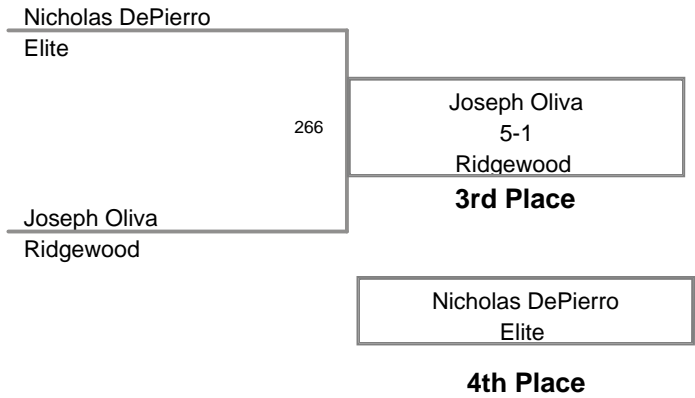 Nicholas DePierro
Elite
266
Joseph Oliva
5-1
Ridgewood
3rd Place
Joseph Oliva
Ridgewood
Nicholas DePierro
Elite
4th Place